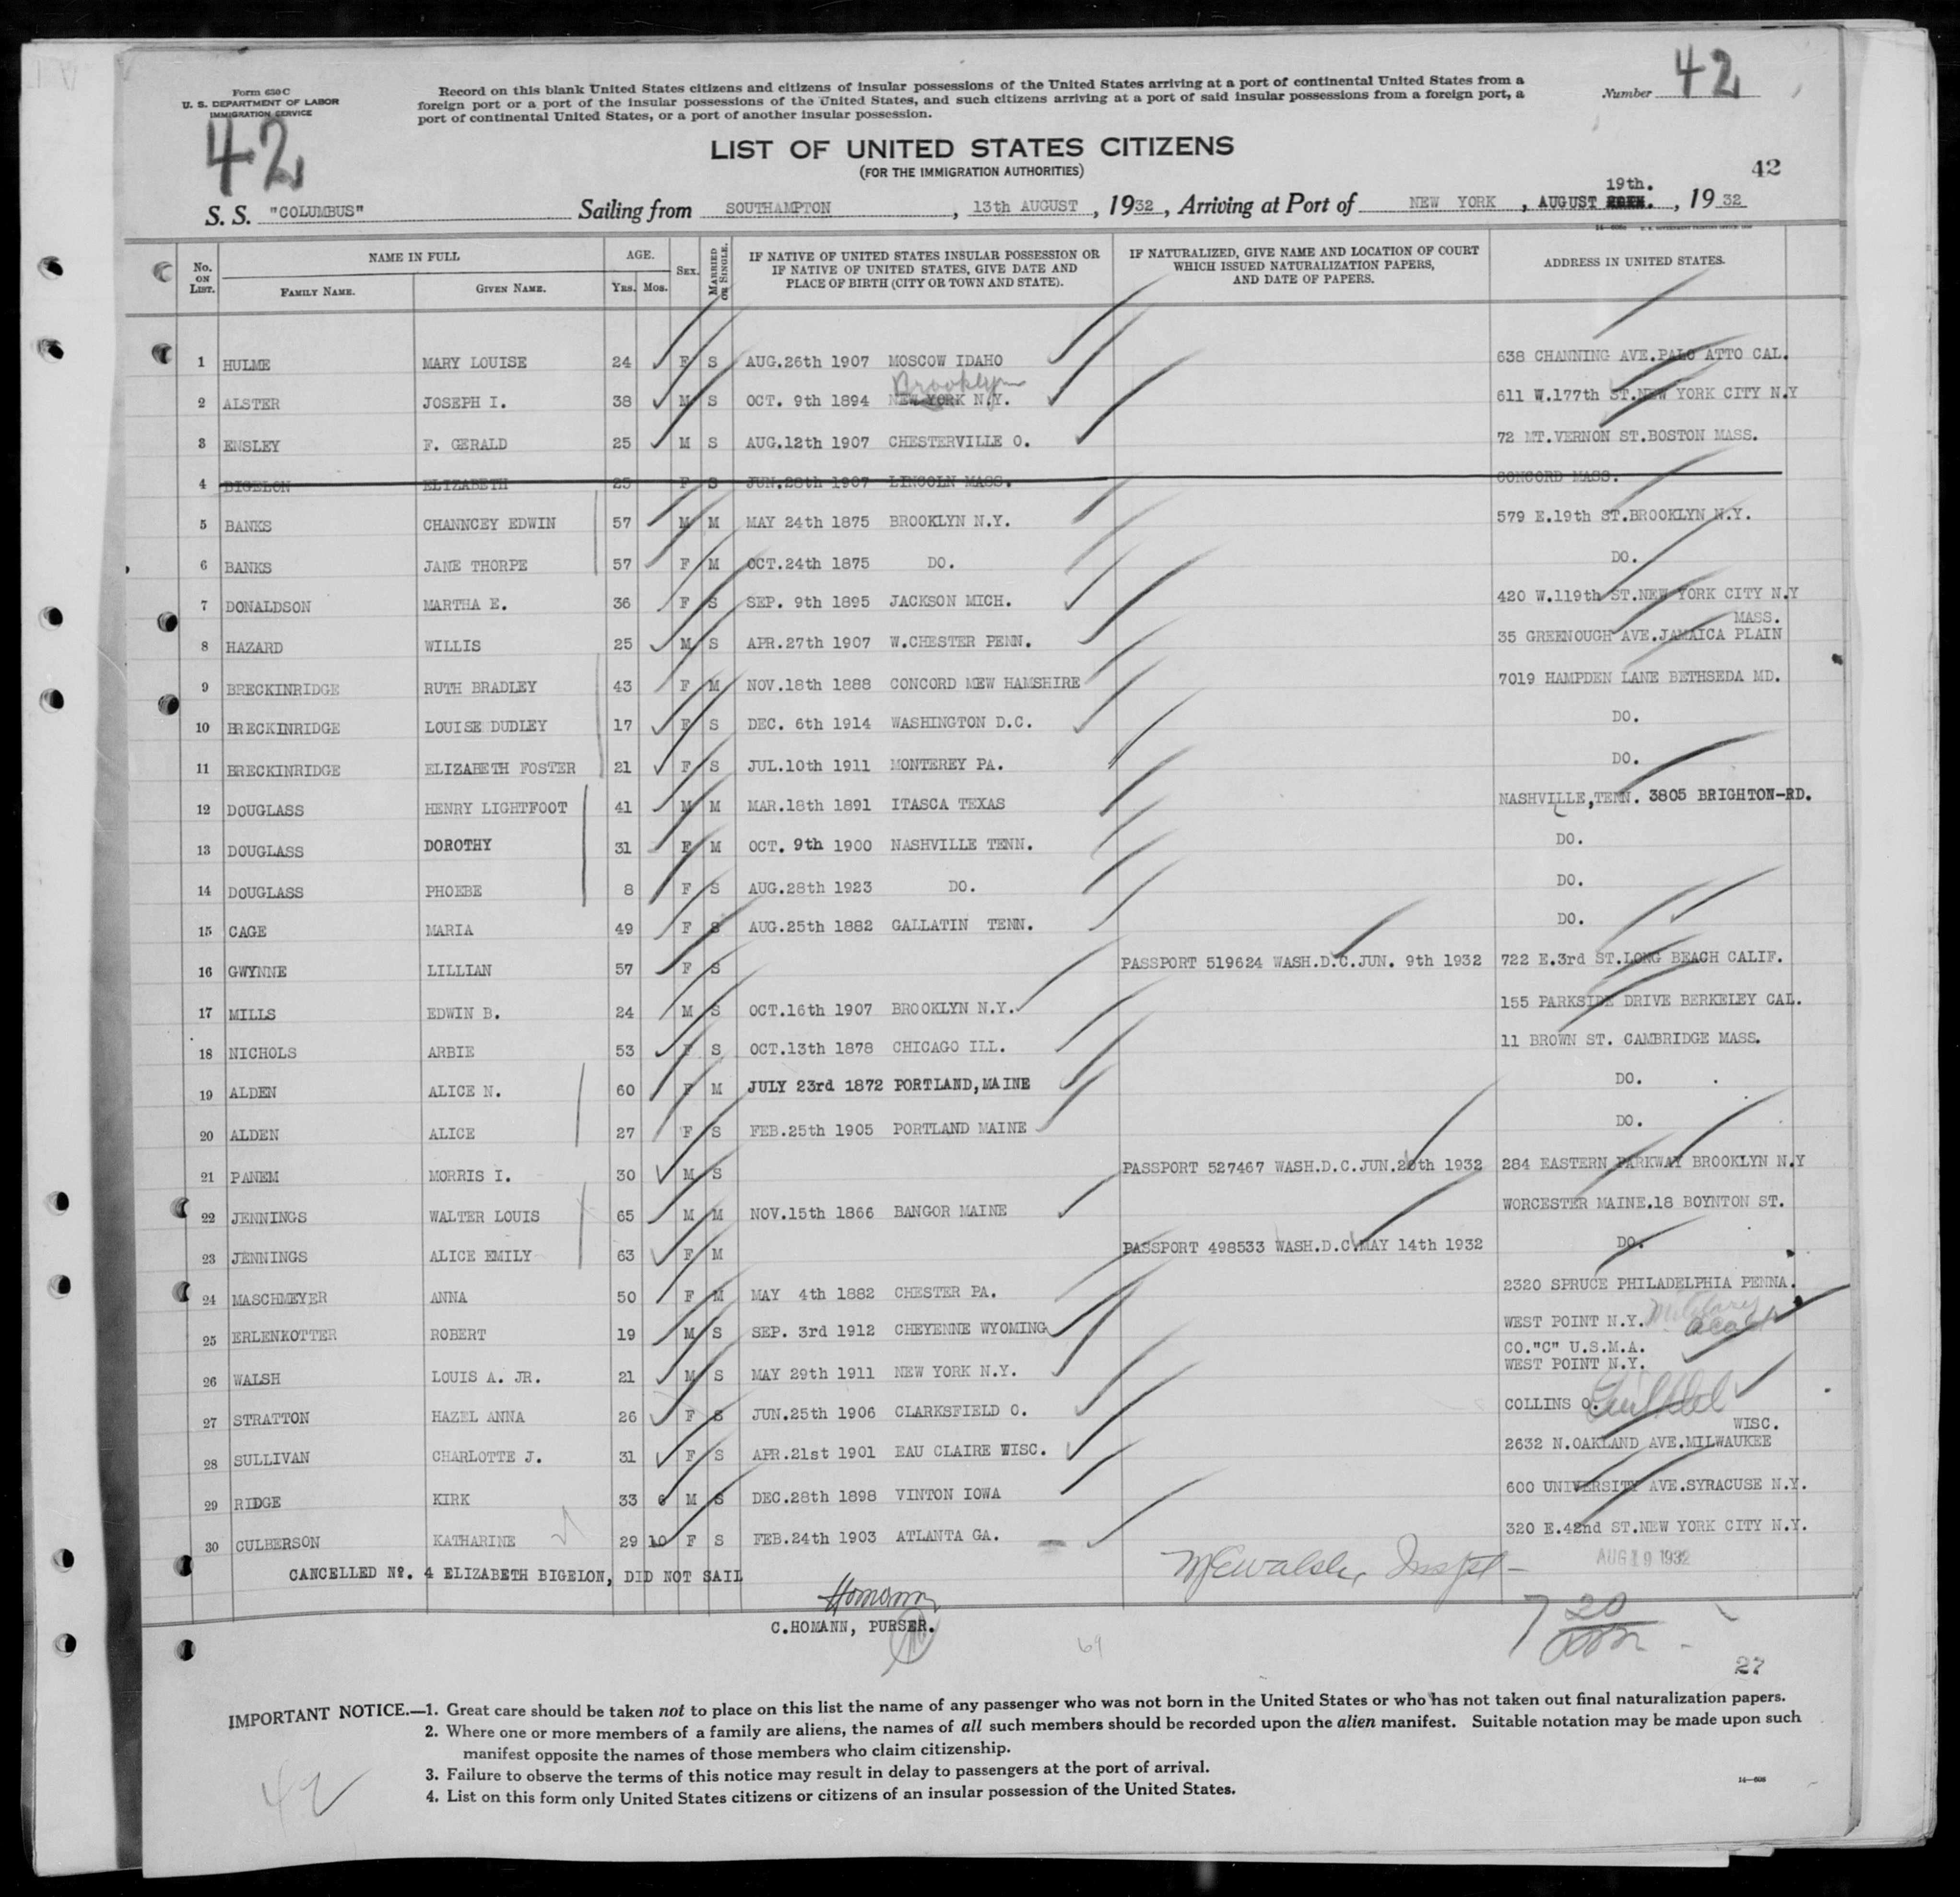 Form 630 C
U. S. DEPARTMENT OF LABOR
IMMIGRATION SERVICE
42
Record on this blank United States citizens and citizens of insular possessions of the United States arriving at a port of continental United States from a
foreign port or a port of the insular possessions of the United States, and such citizens arriving at a port of said insular possessions from a foreign port, a
port of continental United States, or a port of another insular possession.
Number 42
LIST OF UNITED STATES CITIZENS
(FOR THE IMMIGRATION AUTHORITIES)
42
19th.
S. S. "COLUMBUS" Sailing from SOUTHAMPTON, 13th AUGUST, 1932, Arriving at Port of NEW YORK, AUGUST , 1932
No. ON LIST. NAME IN FULL FAMILY NAME. GIVEN NAME. AGE. YRS. MOS. SEX. MARRIED OR SINGLE. IF NATIVE OF UNITED STATES INSULAR POSSESSION OR IF NATIVE OF UNITED STATES, GIVE DATE AND PLACE OF BIRTH (CITY OR TOWN AND STATE). IF NATURALIZED, GIVE NAME AND LOCATION OF COURT WHICH ISSUED NATURALIZATION PAPERS, AND DATE OF PAPERS. ADDRESS IN UNITED STATES.
1 HULME MARY LOUISE 24 F S AUG.26th 1907 MOSCOW IDAHO 638 CHANNING AVE.PALO ATTO CAL.
Brooklyn
2 ALSTER JOSEPH I. 38 M S OCT. 9th 1894 NEW YORK N.Y. 611 W.177th ST.NEW YORK CITY N.Y
3 ENSLEY F. GERALD 25 M S AUG.12th 1907 CHESTERVILLE O. 72 MT.VERNON ST.BOSTON MASS.
4 BIGELON ELIZABETH 25 F S JUN.28th 1907 LINCOLN MASS. CONCORD MASS.
5 BANKS CHANNCEY EDWIN 57 M M MAY 24th 1875 BROOKLYN N.Y. 579 E.19th ST.BROOKLYN N.Y.
6 BANKS JANE THORPE 57 F M OCT.24th 1875 DO. DO.
7 DONALDSON MARTHA E. 36 F S SEP. 9th 1895 JACKSON MICH. 420 W.119th ST.NEW YORK CITY N.Y
MASS.
8 HAZARD WILLIS 25 M S APR.27th 1907 W.CHESTER PENN. 35 GREENOUGH AVE.JAMAICA PLAIN
9 BRECKINRIDGE RUTH BRADLEY 43 F M NOV.18th 1888 CONCORD MEW HAMSHIRE 7019 HAMPDEN LANE BETHSEDA MD.
10 BRECKINRIDGE LOUISE DUDLEY 17 F S DEC. 6th 1914 WASHINGTON D.C. DO.
11 BRECKINRIDGE ELIZABETH FOSTER 21 F S JUL.10th 1911 MONTEREY PA. DO.
12 DOUGLASS HENRY LIGHTFOOT 41 M M MAR.18th 1891 ITASCA TEXAS NASHVILLE,TENN. 3805 BRIGHTON-RD.
13 DOUGLASS DOROTHY 31 F M OCT. 9th 1900 NASHVILLE TENN. DO.
14 DOUGLASS PHOEBE 8 F S AUG.28th 1923 DO. DO.
15 CAGE MARIA 49 F S AUG.25th 1882 GALLATIN TENN. DO.
16 GWYNNE LILLIAN 57 F S PASSPORT 519624 WASH.D.C.JUN. 9th 1932 722 E.3rd ST.LONG BEACH CALIF.
17 MILLS EDWIN B. 24 M S OCT.16th 1907 BROOKLYN N.Y. 155 PARKSIDE DRIVE BERKELEY CAL.
18 NICHOLS ARBIE 53 F S OCT.13th 1878 CHICAGO ILL. 11 BROWN ST. CAMBRIDGE MASS.
19 ALDEN ALICE N. 60 F M JULY 23rd 1872 PORTLAND,MAINE DO.
20 ALDEN ALICE 27 F S FEB.25th 1905 PORTLAND MAINE DO.
21 PANEM MORRIS I. 30 M S PASSPORT 527467 WASH.D.C.JUN.20th 1932 284 EASTERN PARKWAY BROOKLYN N.Y
22 JENNINGS WALTER LOUIS 65 M M NOV.15th 1866 BANGOR MAINE WORCESTER MAINE.18 BOYNTON ST.
23 JENNINGS ALICE EMILY 63 F M PASSPORT 498533 WASH.D.C.MAY 14th 1932 DO.
24 MASCHMEYER ANNA 50 F M MAY 4th 1882 CHESTER PA. 2320 SPRUCE PHILADELPHIA PENNA.
25 ERLENKOTTER ROBERT 19 M S SEP. 3rd 1912 CHEYENNE WYOMING WEST POINT N.Y. Military Acad
CO."C" U.S.M.A.
26 WALSH LOUIS A. JR. 21 M S MAY 29th 1911 NEW YORK N.Y. WEST POINT N.Y.
27 STRATTON HAZEL ANNA 26 F S JUN.25th 1906 CLARKSFIELD O. COLLINS O.
WISC.
28 SULLIVAN CHARLOTTE J. 31 F S APR.21st 1901 EAU CLAIRE WISC. 2632 N.OAKLAND AVE.MILWAUKEE
29 RIDGE KIRK 33 6 M S DEC.28th 1898 VINTON IOWA 600 UNIVERSITY AVE.SYRACUSE N.Y.
30 CULBERSON KATHARINE 29 10 F S FEB.24th 1903 ATLANTA GA. 320 E.42nd ST.NEW YORK CITY N.Y.
CANCELLED No. 4 ELIZABETH BIGELON, DID NOT SAIL
AUG 19 1932
Homann
C.HOMANN, PURSER.
69
27
IMPORTANT NOTICE.—1. Great care should be taken not to place on this list the name of any passenger who was not born in the United States or who has not taken out final naturalization papers.
2. Where one or more members of a family are aliens, the names of all such members should be recorded upon the alien manifest. Suitable notation may be made upon such
manifest opposite the names of those members who claim citizenship.
3. Failure to observe the terms of this notice may result in delay to passengers at the port of arrival.
4. List on this form only United States citizens or citizens of an insular possession of the United States.
42
14—606